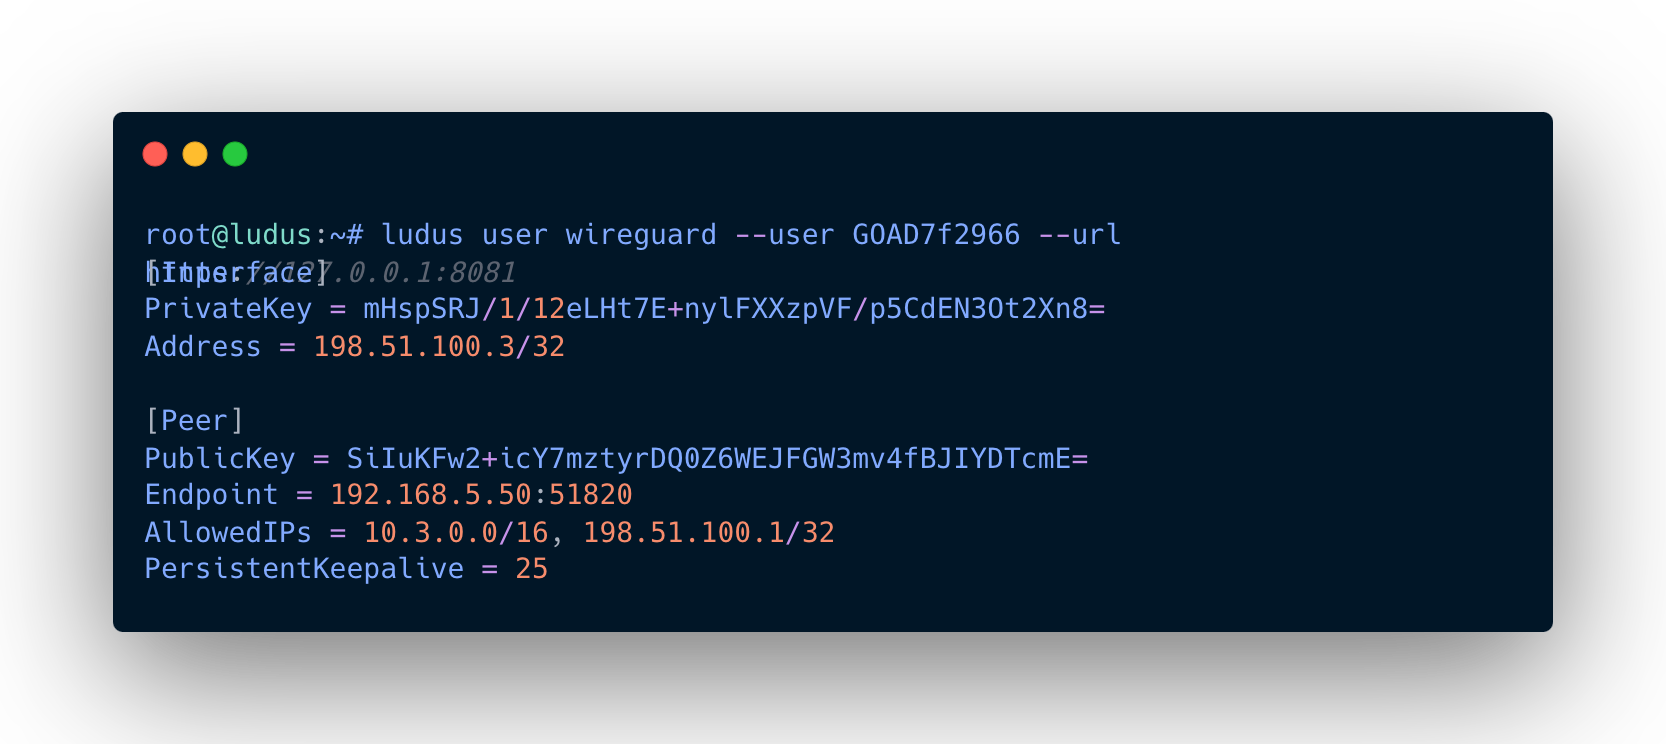 root@ludus:~# ludus user wireguard --user GOAD7f2966 --url
https://127.0.0.1:8081
[Interface]
PrivateKey = mHspSRJ/1/12eLHt7E+nylFXXzpVF/p5CdEN3Ot2Xn8=
Address = 198.51.100.3/32
[Peer]
PublicKey = SiIuKFw2+icY7mztyrDQ0Z6WEJFGW3mv4fBJIYDTcmE=
Endpoint = 192.168.5.50:51820
AllowedIPs = 10.3.0.0/16, 198.51.100.1/32
PersistentKeepalive = 25